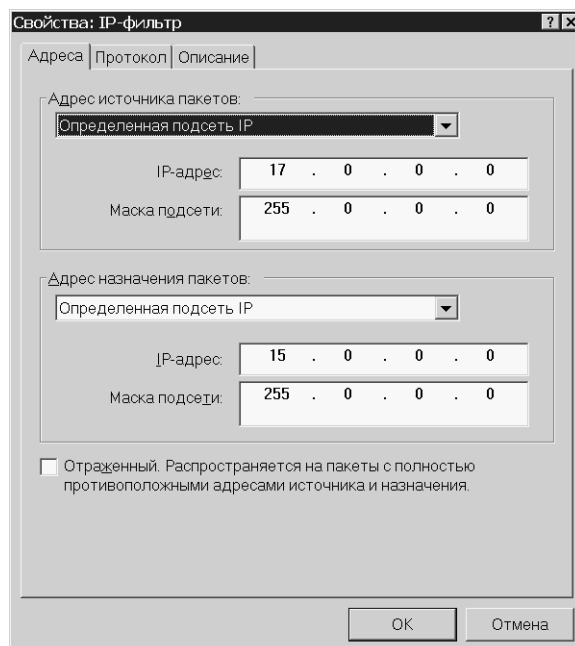 Свойства: IP-фильтр
Адреса Протокол Описание
Адрес источника пакетов:
Определенная подсеть IP
IP-адрес: 17 . 0 . 0 . 0
Маска подсети: 255 . 0 . 0 . 0
Адрес назначения пакетов:
Определенная подсеть IP
IP-адрес: 15 . 0 . 0 . 0
Маска подсети: 255 . 0 . 0 . 0
Отраженный. Распространяется на пакеты с полностью
противоположными адресами источника и назначения.
OK Отмена